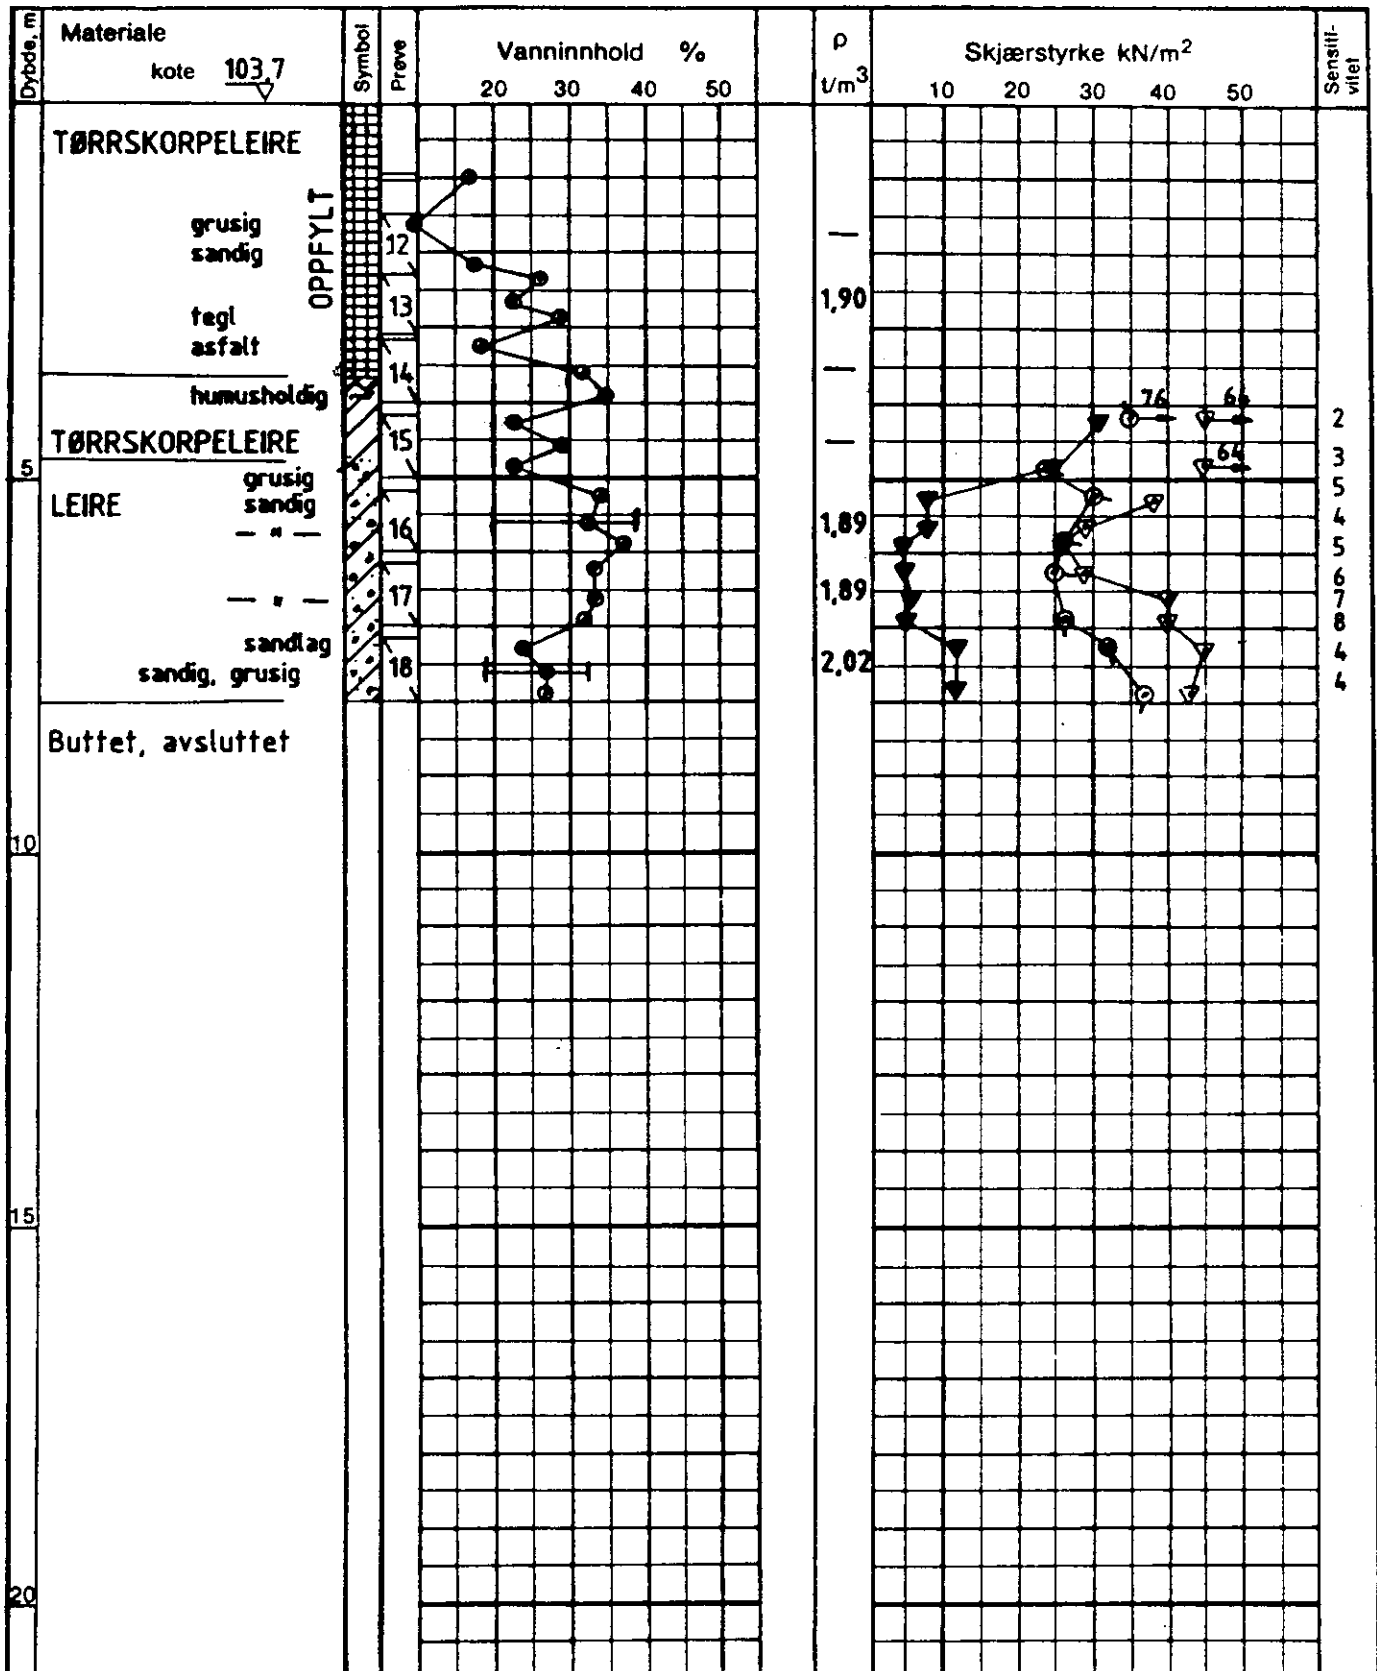 Dybde, m
Materiale
kote 103,7
Symbol
Prøve
Vanninnhold %
20 30 40 50
ρ
t/m³
Skjærstyrke kN/m²
10 20 30 40 50
Sensiti-
vitet
TØRRSKORPELEIRE
OPPFYLT
grusig
sandig
12
13
1,90
tegl
asfalt
14
humusholdig
76
2
TØRRSKORPELEIRE
15
64
3
5
grusig
5
LEIRE
sandig
16
1,89
4
— " —
5
6
17
1,89
7
— " —
8
sandlag
4
sandig, grusig
18
2,02
4
Buttet, avsluttet
10
15
20